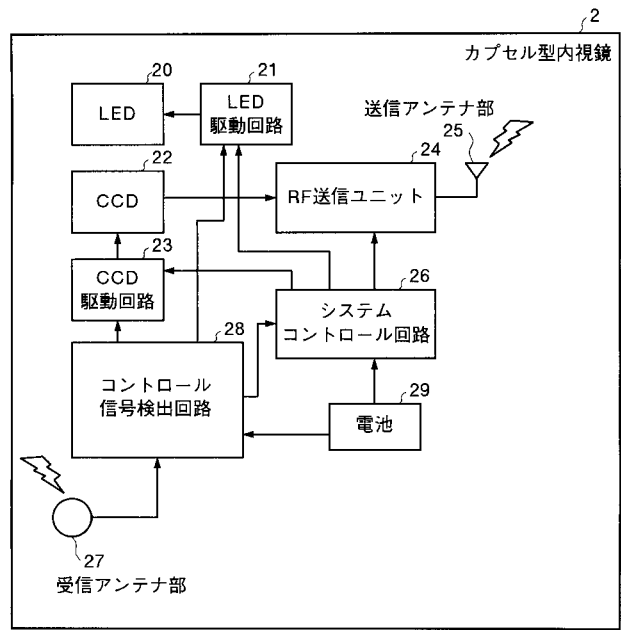 2
カプセル型内視鏡
20
LED
21
LED
駆動回路
送信アンテナ部
25
22
CCD
24
RF送信ユニット
23
CCD
駆動回路
26
システム
コントロール回路
28
コントロール
信号検出回路
29
電池
27
受信アンテナ部